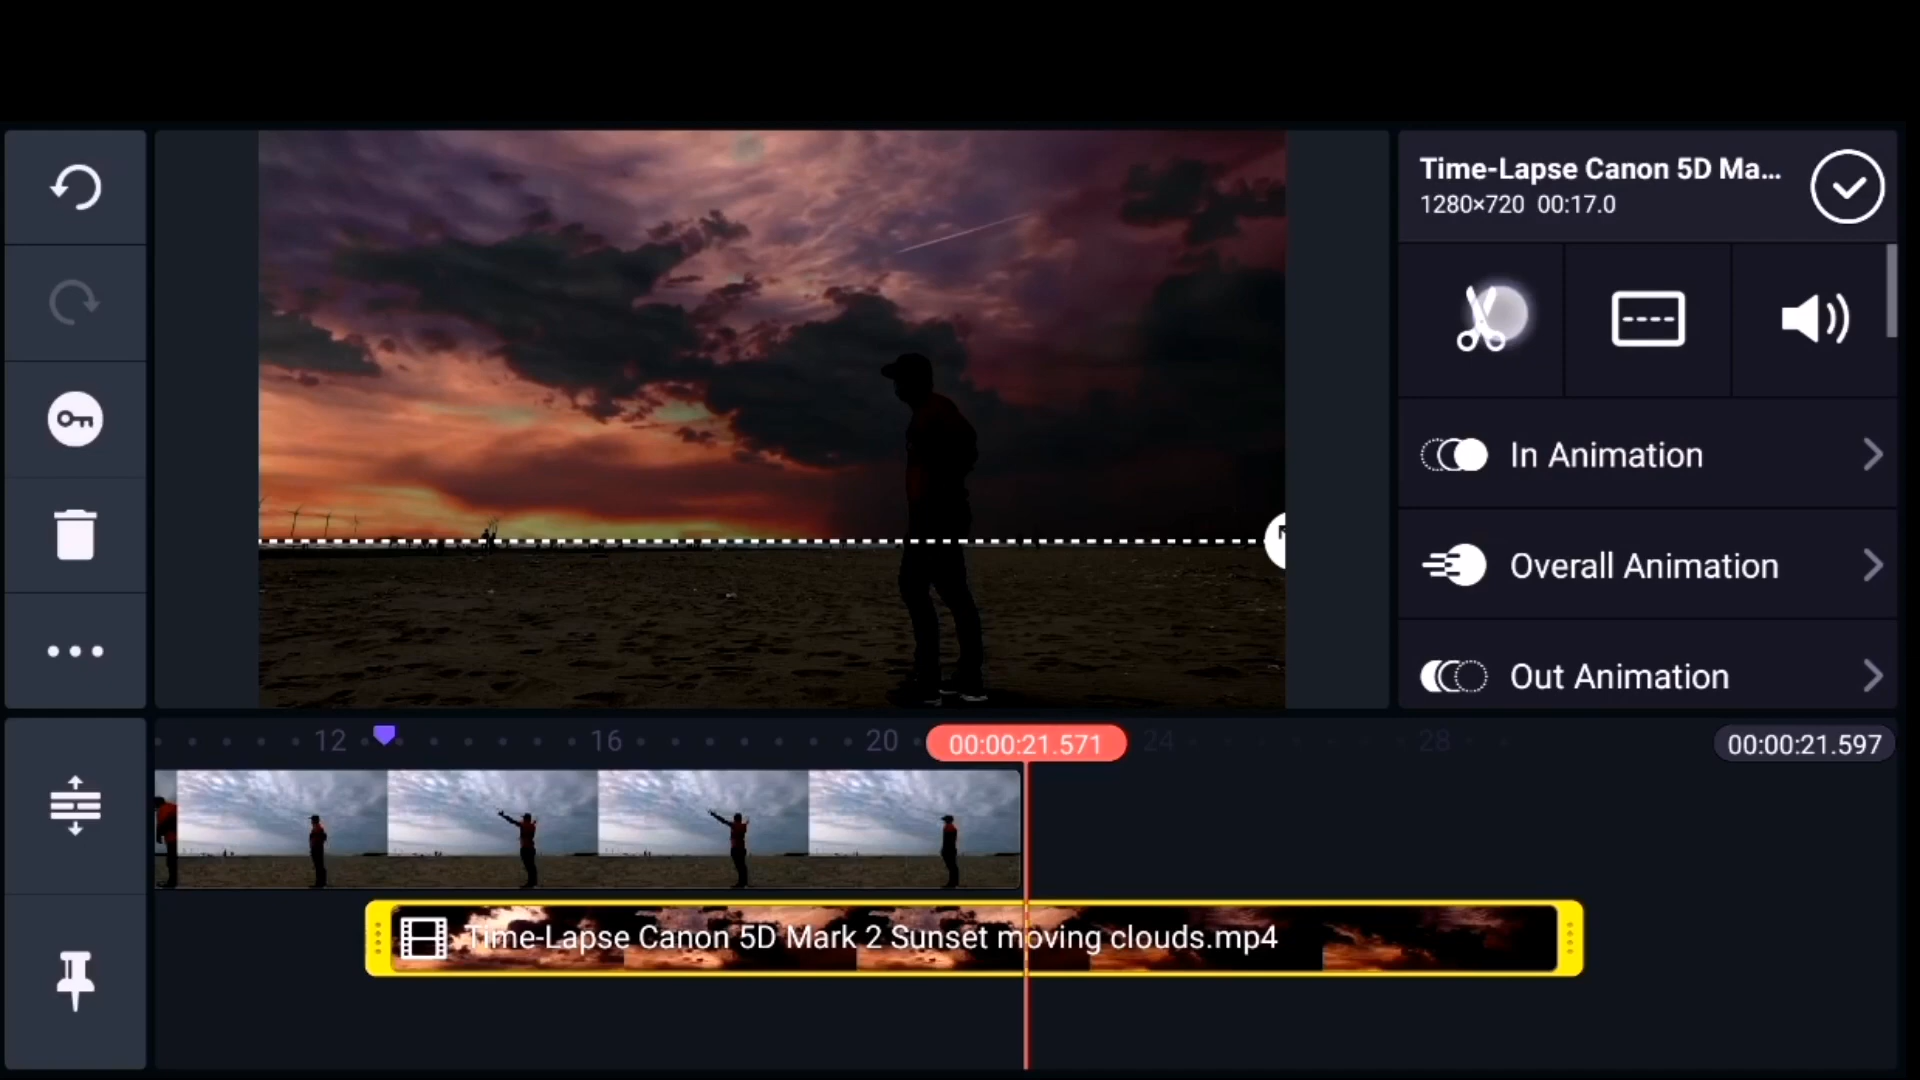 Time-Lapse Canon 5D Ma...
1280×720 00:17.0
In Animation
Overall Animation
Out Animation
12
16
20
00:00:21.571
24
28
00:00:21.597
Time-Lapse Canon 5D Mark 2 Sunset moving clouds.mp4